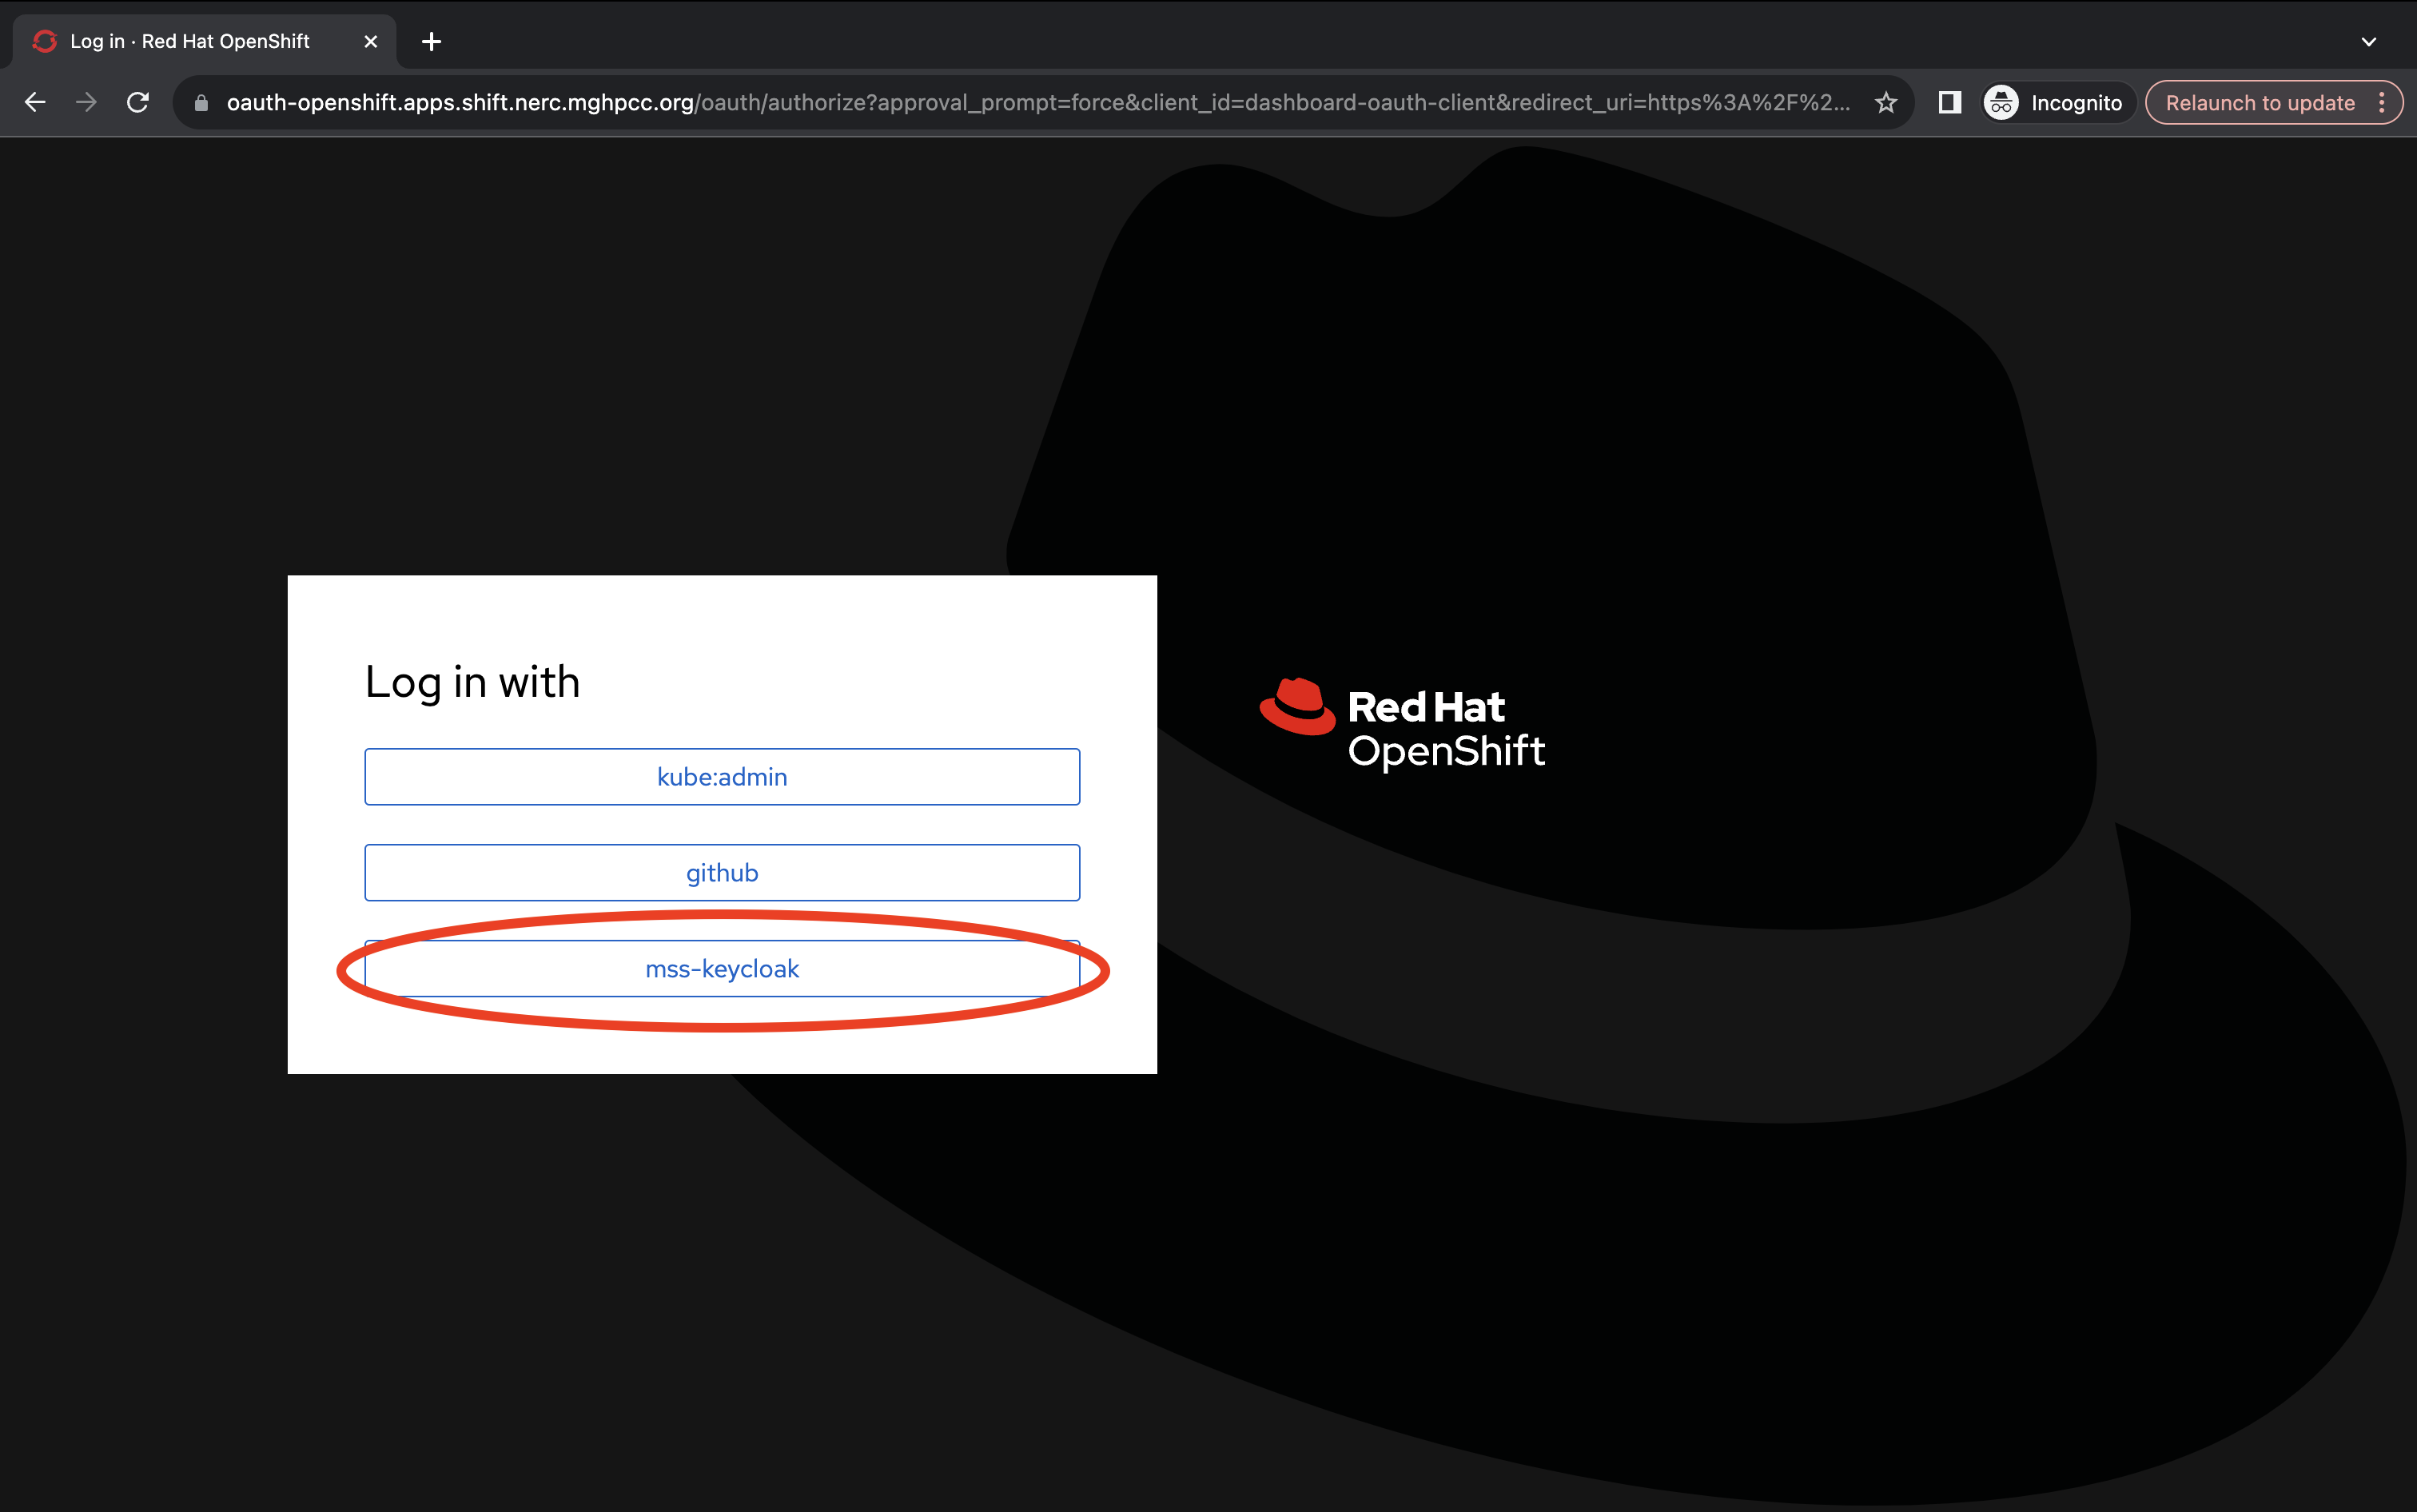 Log in · Red Hat OpenShift
oauth-openshift.apps.shift.nerc.mghpcc.org/oauth/authorize?approval_prompt=force&client_id=dashboard-oauth-client&redirect_uri=https%3A%2F%2...
Incognito
Relaunch to update
Log in with
kube:admin
github
mss-keycloak
Red Hat
OpenShift